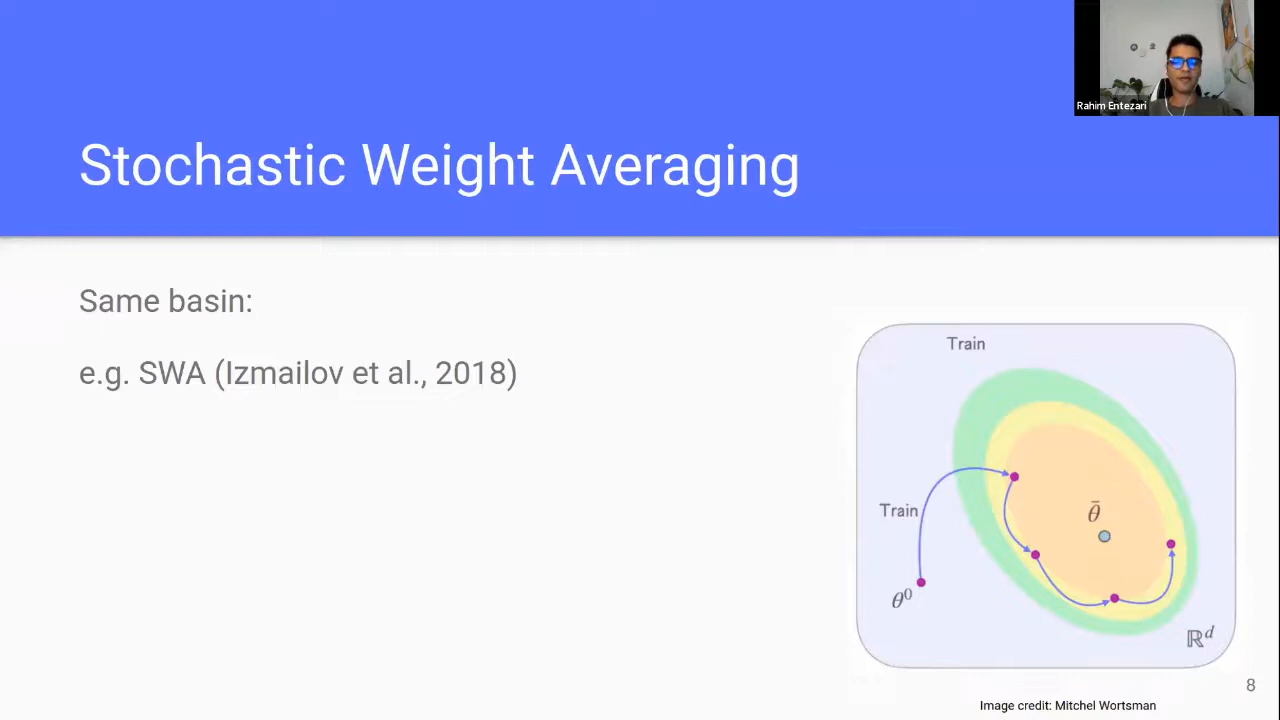 Rahim Entezari
Stochastic Weight Averaging
Same basin:
e.g. SWA (Izmailov et al., 2018)
Train
Train
θ̄
θ⁰
ℝᵈ
8
Image credit: Mitchel Wortsman